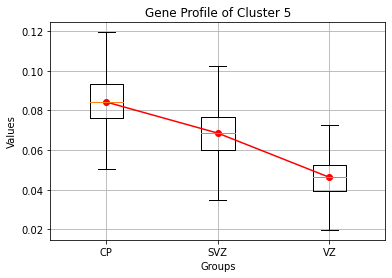 Gene Profile of Cluster 5
0.12
0.10
0.08
0.06
0.04
0.02
Values
CP
SVZ
VZ
Groups